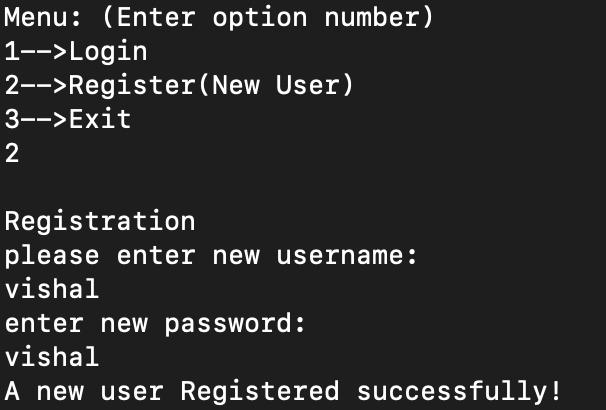 Menu: (Enter option number)
1-->Login
2-->Register(New User)
3-->Exit
2
Registration
please enter new username:
vishal
enter new password:
vishal
A new user Registered successfully!